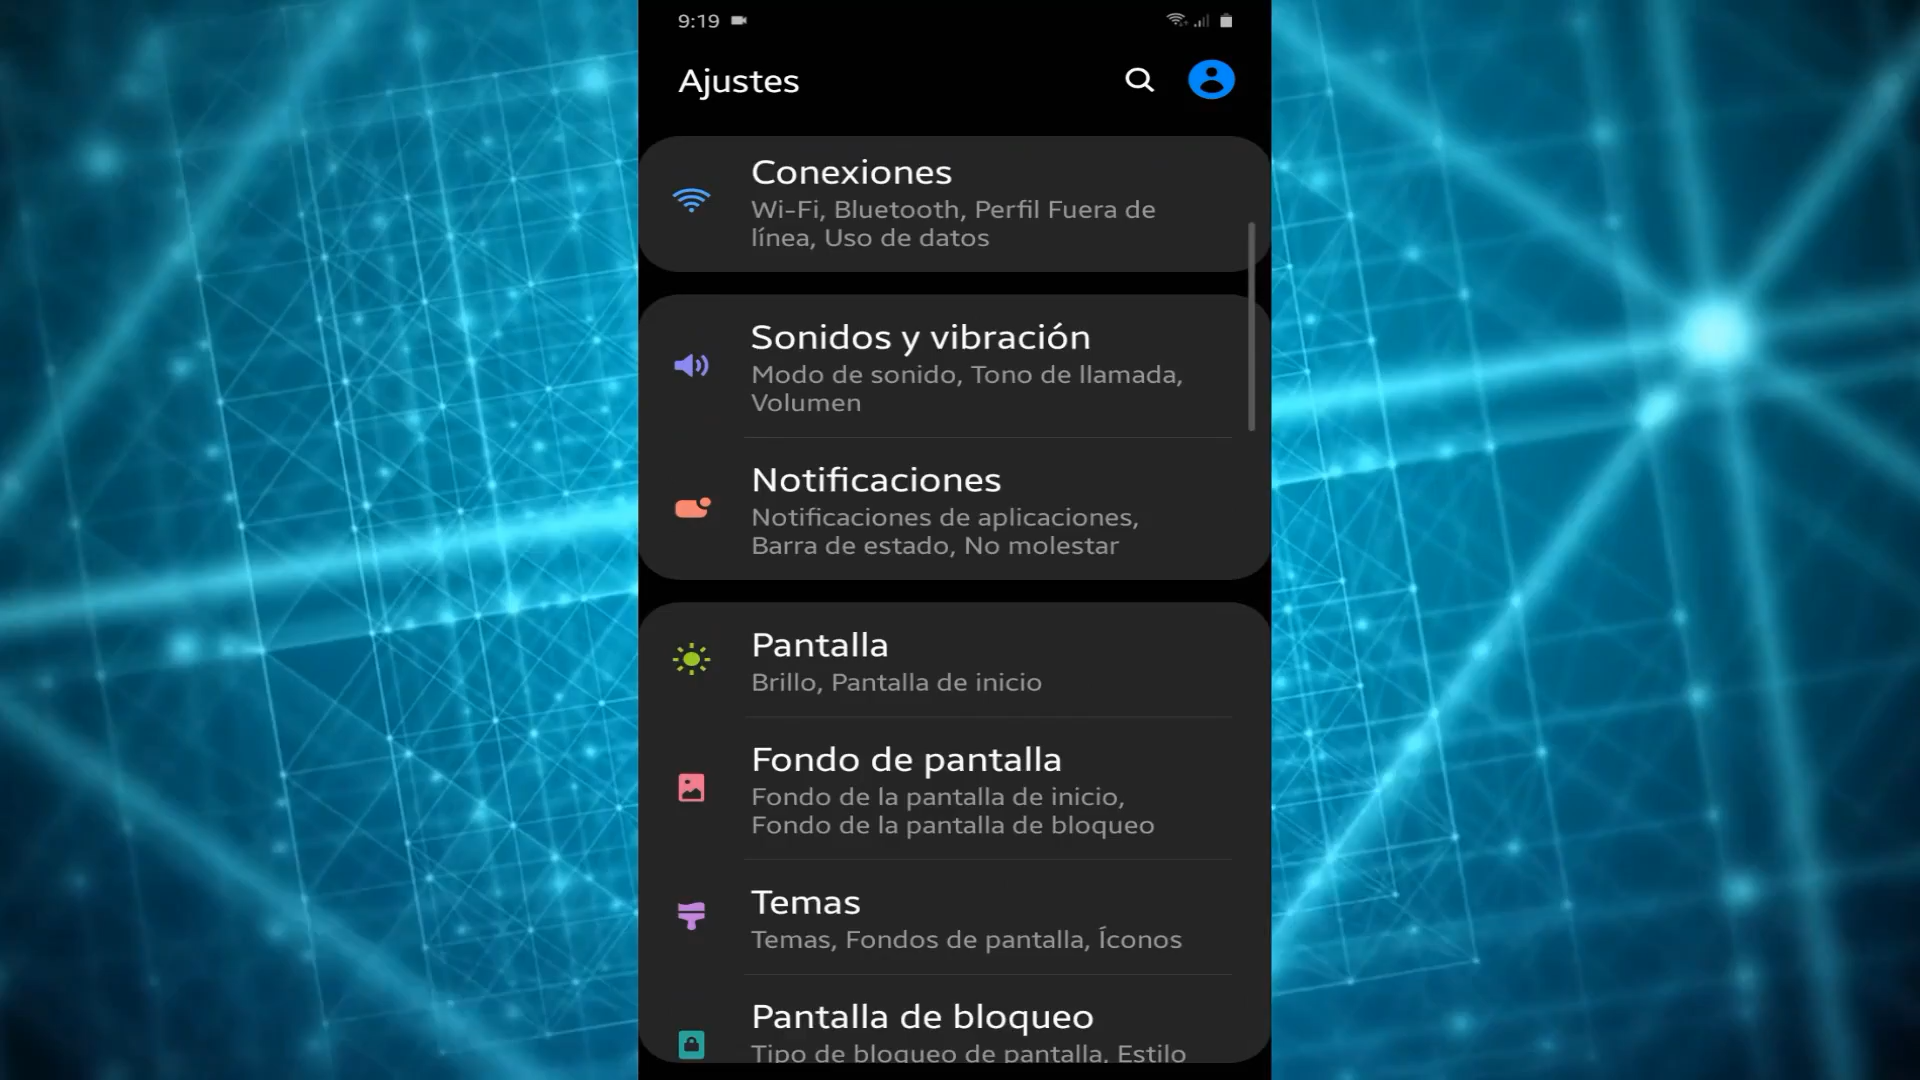 9:19
Ajustes
Conexiones
Wi-Fi, Bluetooth, Perfil Fuera de
línea, Uso de datos
Sonidos y vibración
Modo de sonido, Tono de llamada,
Volumen
Notificaciones
Notificaciones de aplicaciones,
Barra de estado, No molestar
Pantalla
Brillo, Pantalla de inicio
Fondo de pantalla
Fondo de la pantalla de inicio,
Fondo de la pantalla de bloqueo
Temas
Temas, Fondos de pantalla, Íconos
Pantalla de bloqueo
Tipo de bloqueo de pantalla, Estilo